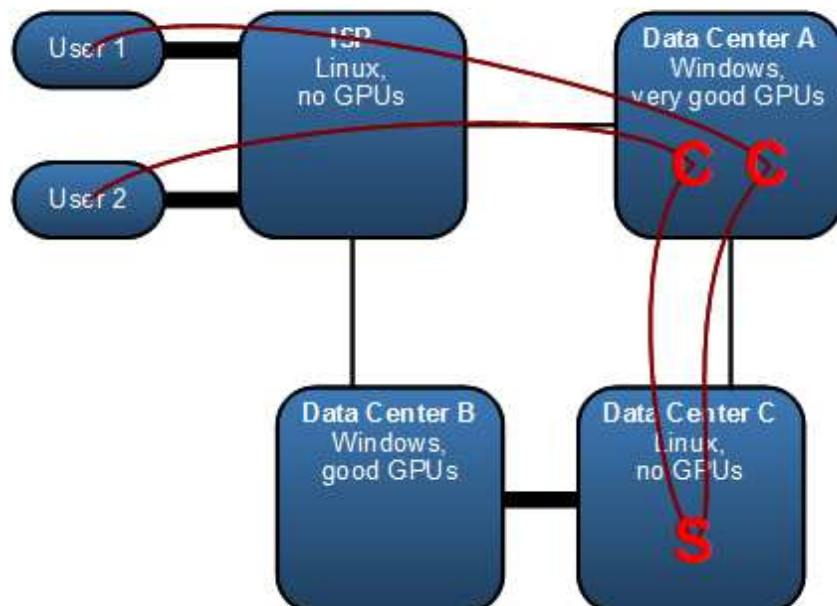 User 1
ISP
Linux,
no GPUs
Data Center A
Windows,
very good GPUs
C C
User 2
Data Center B
Windows,
good GPUs
Data Center C
Linux,
no GPUs
S